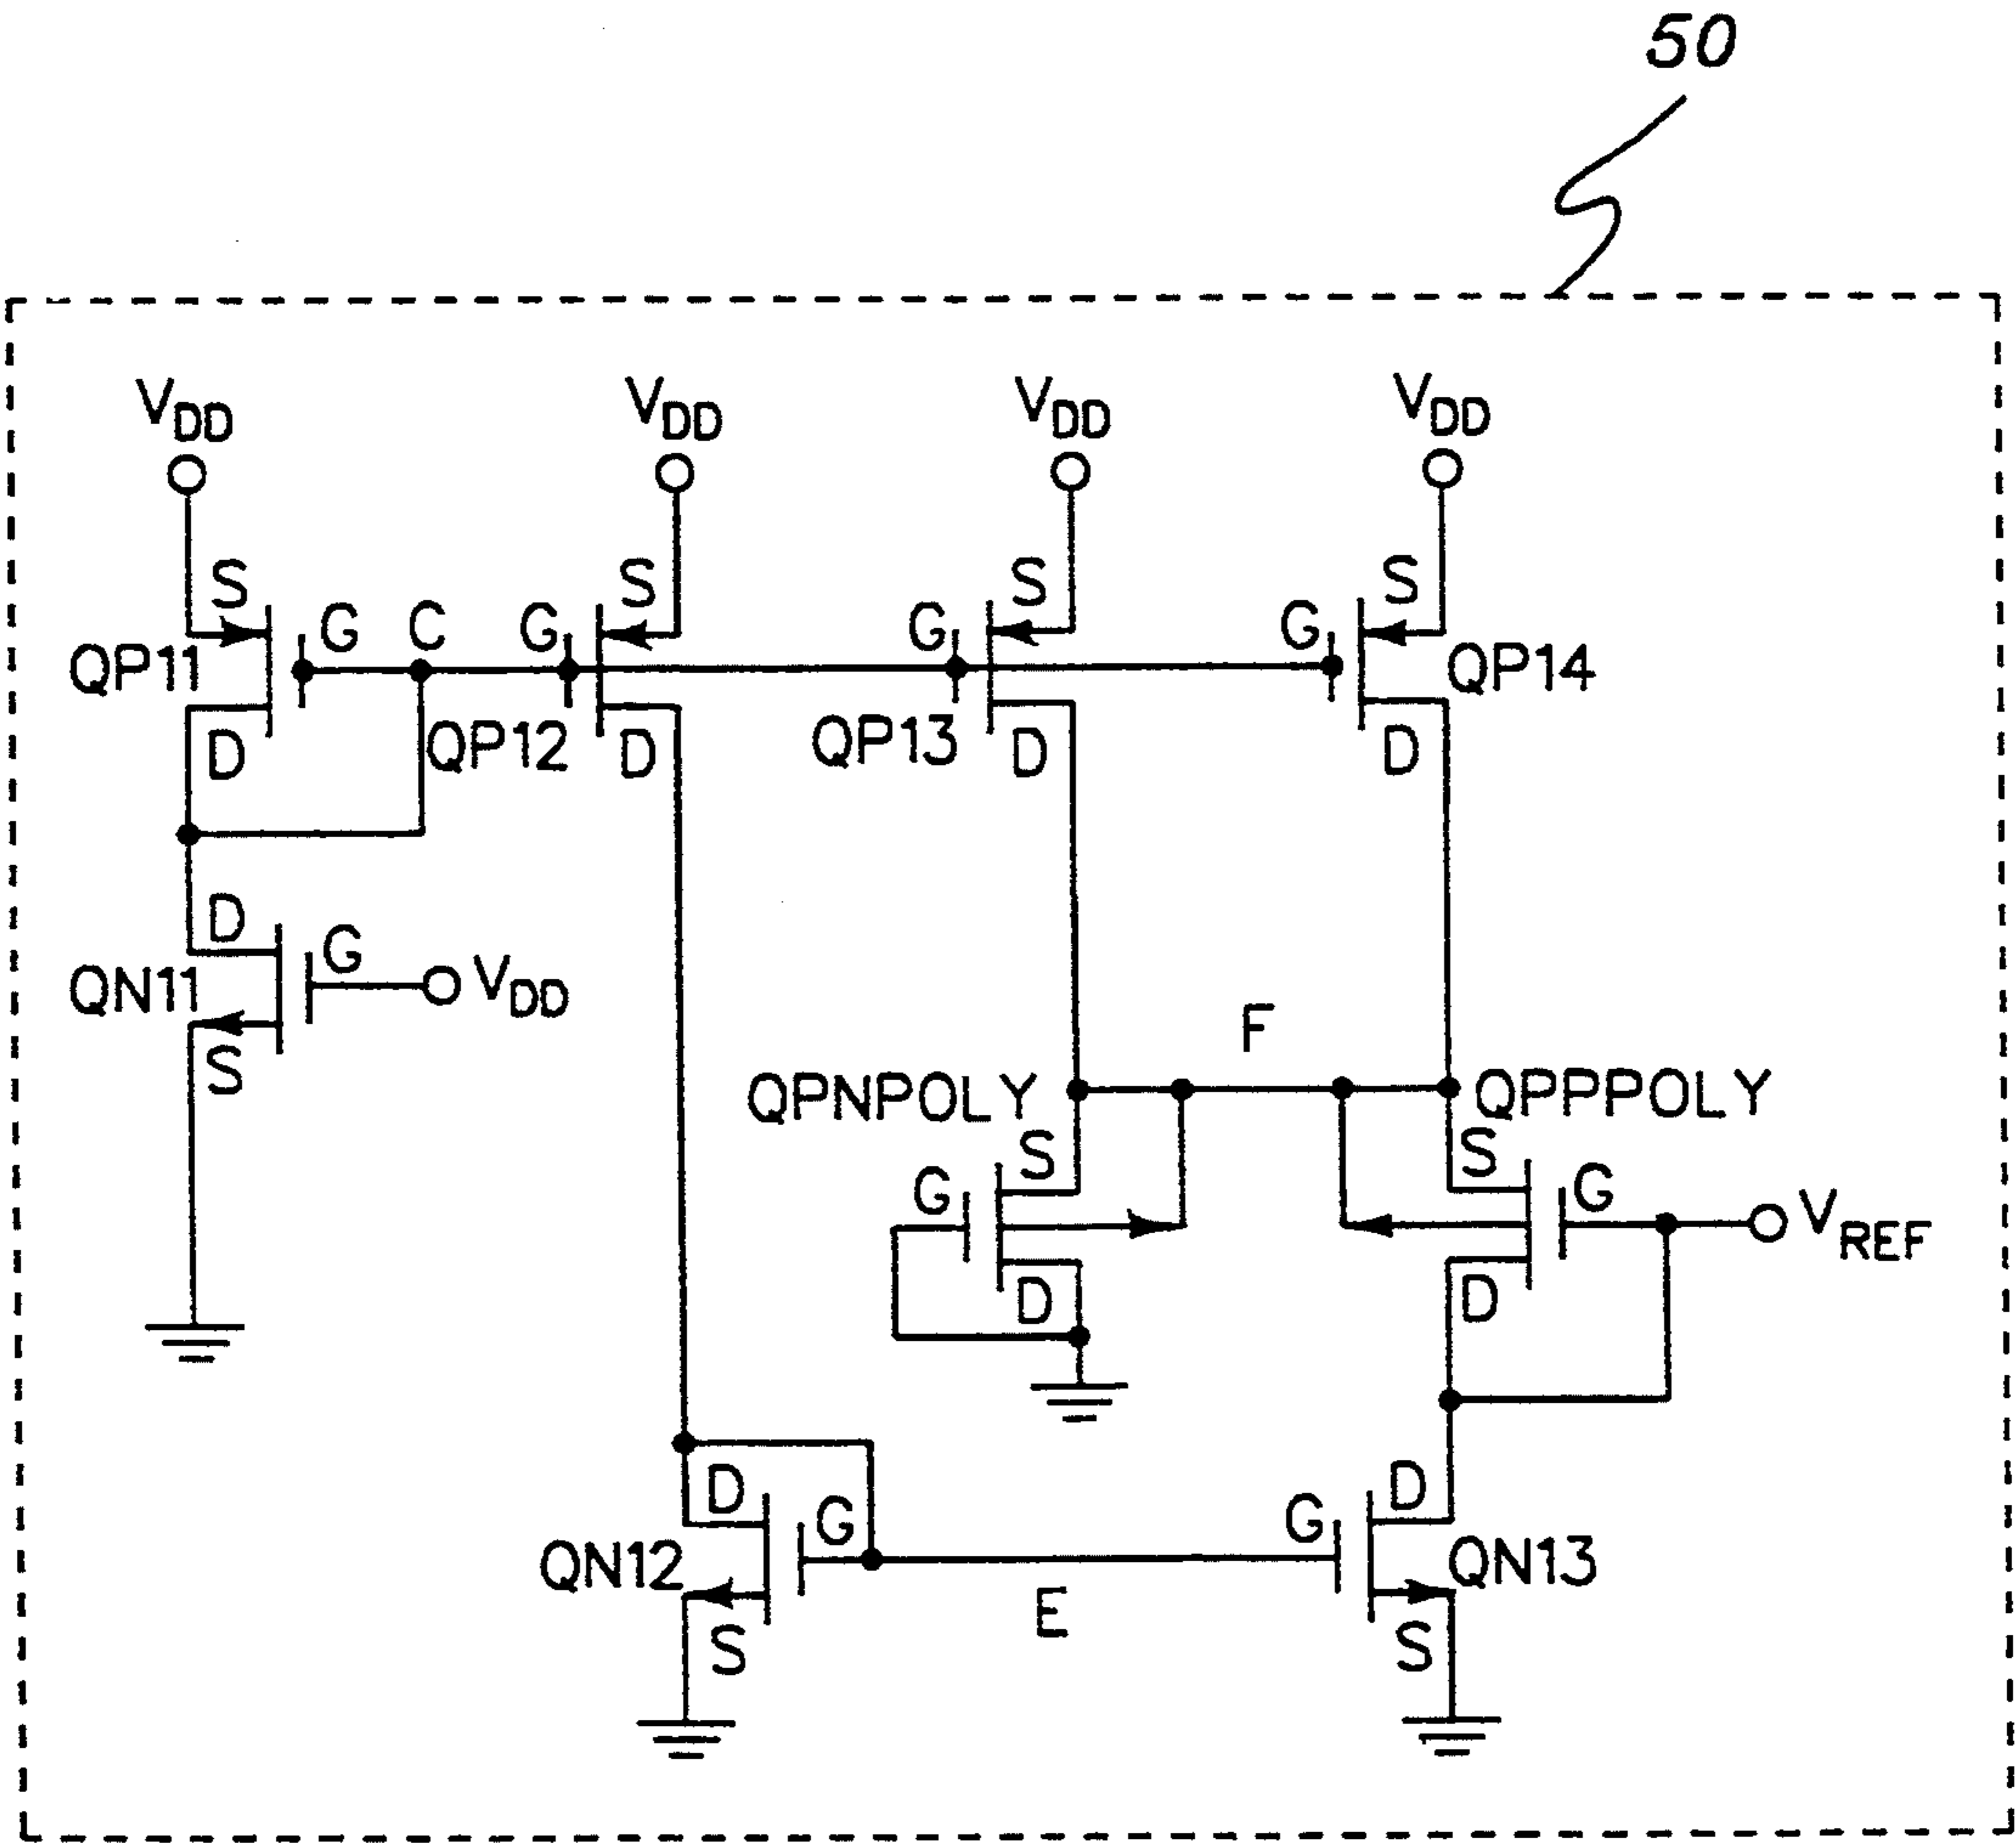 50
VDD VDD VDD VDD
S S S S
G C G G G
QP11 QP12 QP13 QP14
D D D D
D
G
QN11 VDD
S
F
QPNPOLY QPPPOLY
S S
G G
VREF
D D
D D
G G
QN12 QN13
E
S S